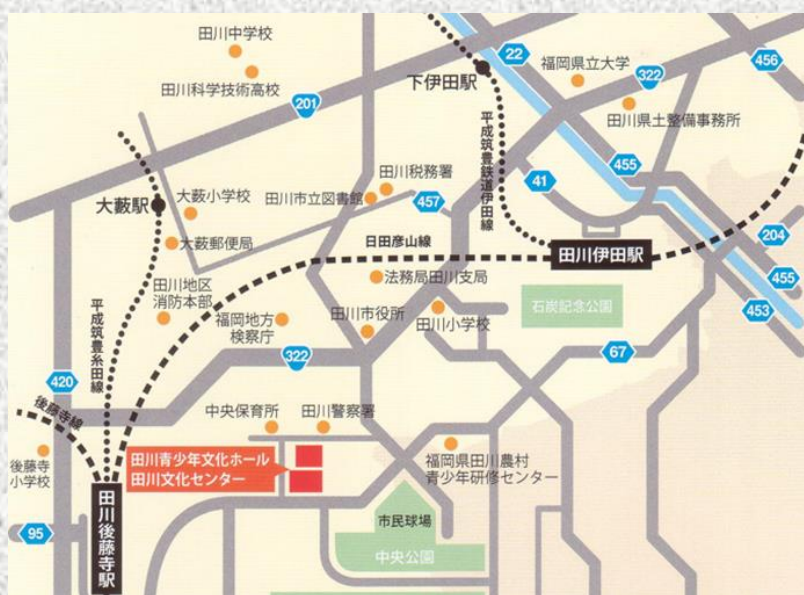 田川中学校
田川科学技術高校
201
下伊田駅
22
福岡県立大学
322
456
田川県土整備事務所
平成筑豊鉄道伊田線
大藪駅
大藪小学校
田川税務署
田川市立図書館
457
41
455
大藪郵便局
日田彦山線
田川伊田駅
204
田川地区
消防本部
法務局田川支局
455
石炭記念公園
453
福岡地方
検察庁
田川市役所
田川小学校
平成筑豊糸田線
322
67
420
後藤寺線
中央保育所
田川警察署
後藤寺
小学校
田川青少年文化ホール
田川文化センター
福岡県田川農村
青少年研修センター
田川後藤寺駅
95
市民球場
中央公園